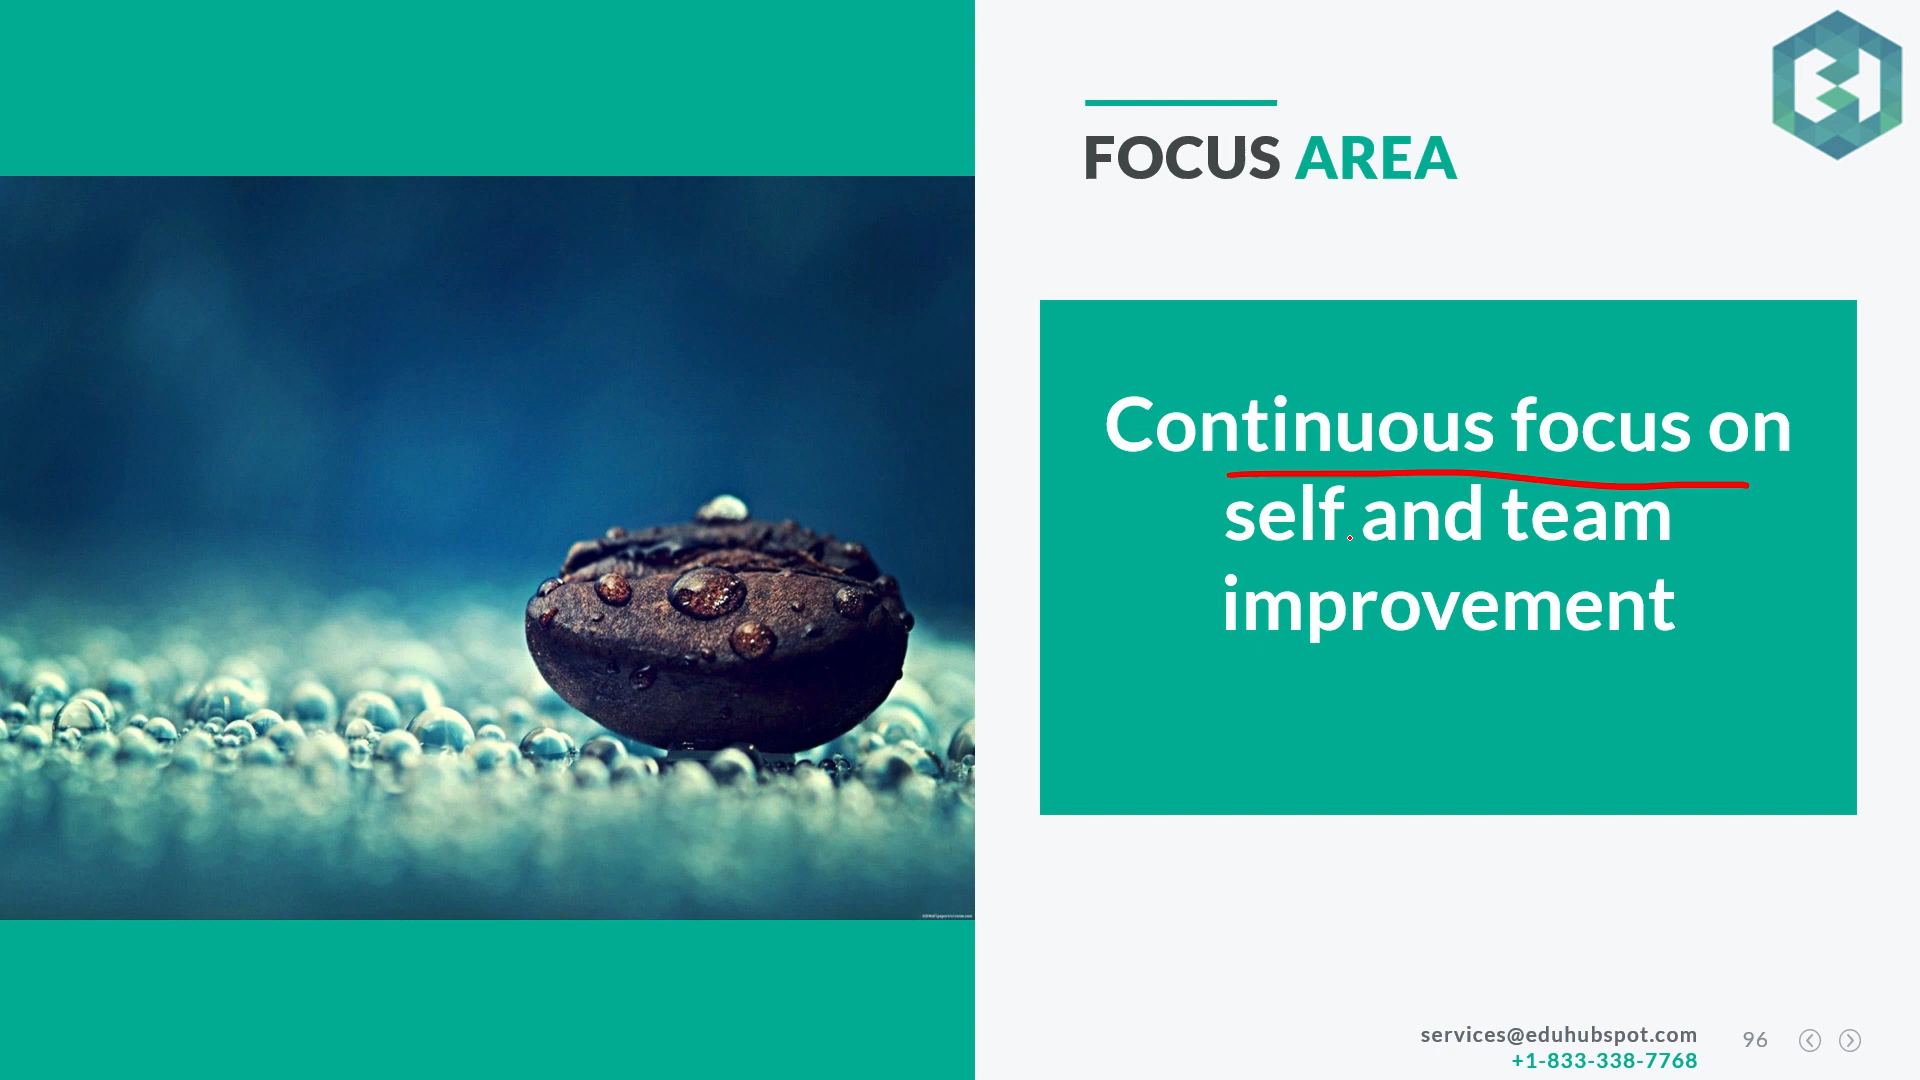 FOCUS AREA
Continuous focus on
self and team
improvement
services@eduhubspot.com
96
+1-833-338-7768